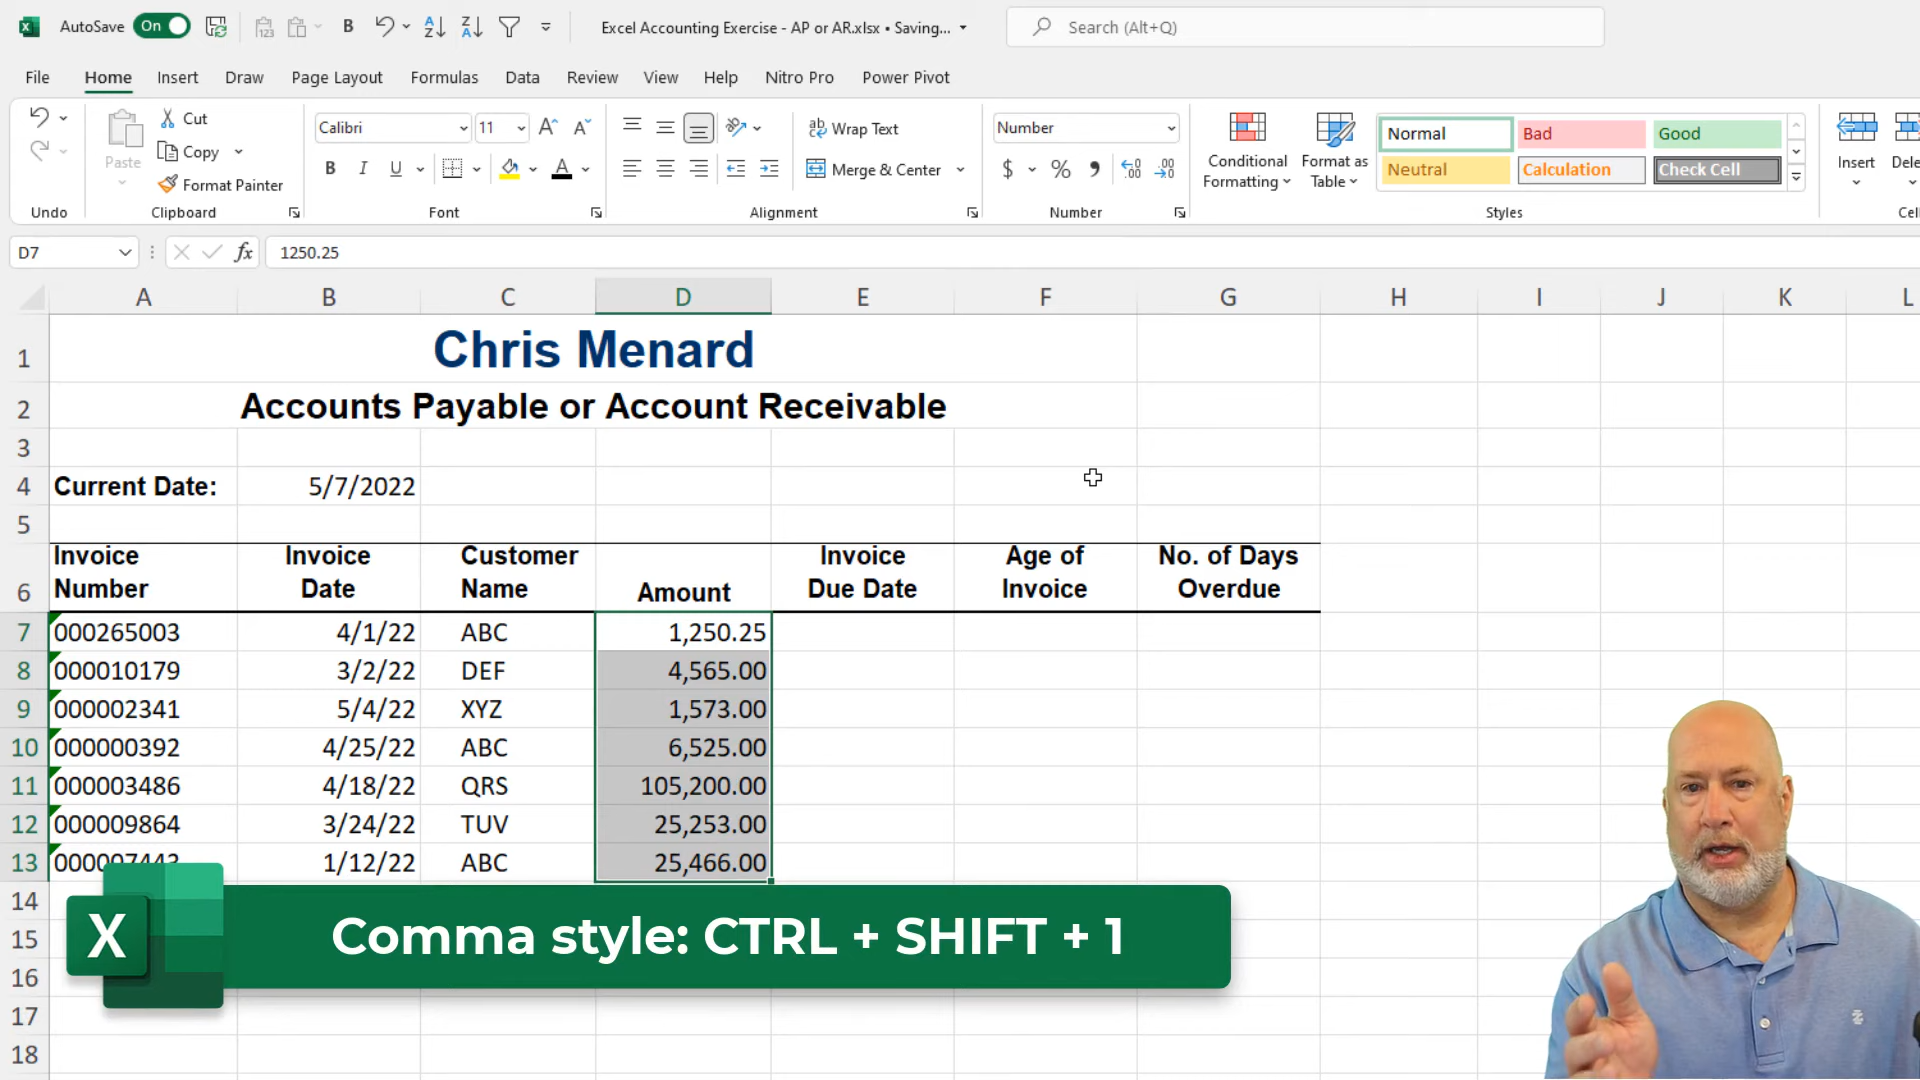 AutoSave On B Excel Accounting Exercise - AP or AR.xlsx • Saving... Search (Alt+Q)
File Home Insert Draw Page Layout Formulas Data Review View Help Nitro Pro Power Pivot
Paste Cut Copy Format Painter
Calibri 11
B I U A
Wrap Text
Merge & Center
Number
$ % ,
Conditional Formatting
Format as Table
Normal Bad Good
Neutral Calculation Check Cell
Insert Dele
Undo Clipboard Font Alignment Number Styles Cel
D7 fx 1250.25
A B C D E F G H I J K L
1 Chris Menard
2 Accounts Payable or Account Receivable
3
4 Current Date: 5/7/2022
5
6 Invoice Number Invoice Date Customer Name Amount Invoice Due Date Age of Invoice No. of Days Overdue
7 000265003 4/1/22 ABC 1,250.25
8 000010179 3/2/22 DEF 4,565.00
9 000002341 5/4/22 XYZ 1,573.00
10 000000392 4/25/22 ABC 6,525.00
11 000003486 4/18/22 QRS 105,200.00
12 000009864 3/24/22 TUV 25,253.00
13 000007443 1/12/22 ABC 25,466.00
14
15
16
17
18
X Comma style: CTRL + SHIFT + 1